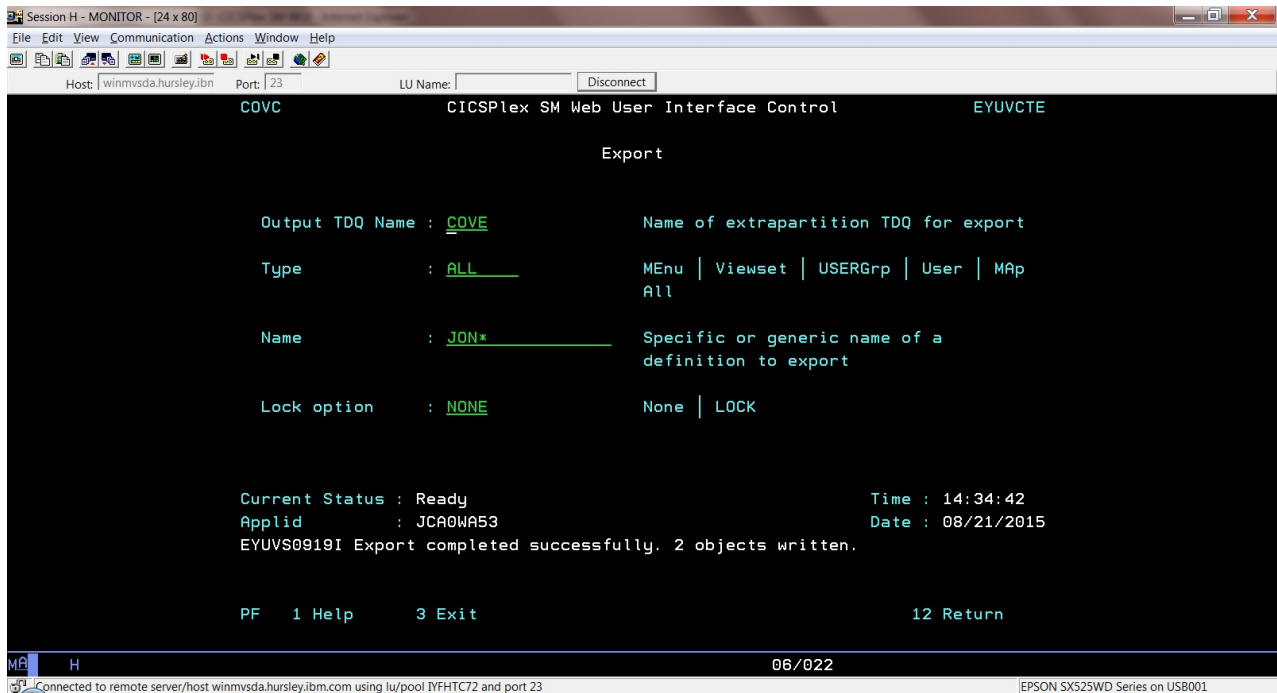 Session H - MONITOR - [24 x 80]
File Edit View Communication Actions Window Help
Host: winmvsda.hursley.ibn Port: 23 LU Name: Disconnect
COVC CICSPlex SM Web User Interface Control EYUVCTE
Export
Output TDQ Name : COVE Name of extrapartition TDQ for export
Type : ALL MEnu | Viewset | USERGrp | User | MAp
All
Name : JON* Specific or generic name of a
definition to export
Lock option : NONE None | LOCK
Current Status : Ready Time : 14:34:42
Applid : JCA0WA53 Date : 08/21/2015
EYUVS0919I Export completed successfully. 2 objects written.
PF 1 Help 3 Exit 12 Return
MA H 06/022
Connected to remote server/host winmvsda.hursley.ibm.com using lu/pool IYFHTC72 and port 23 EPSON SX525WD Series on USB001